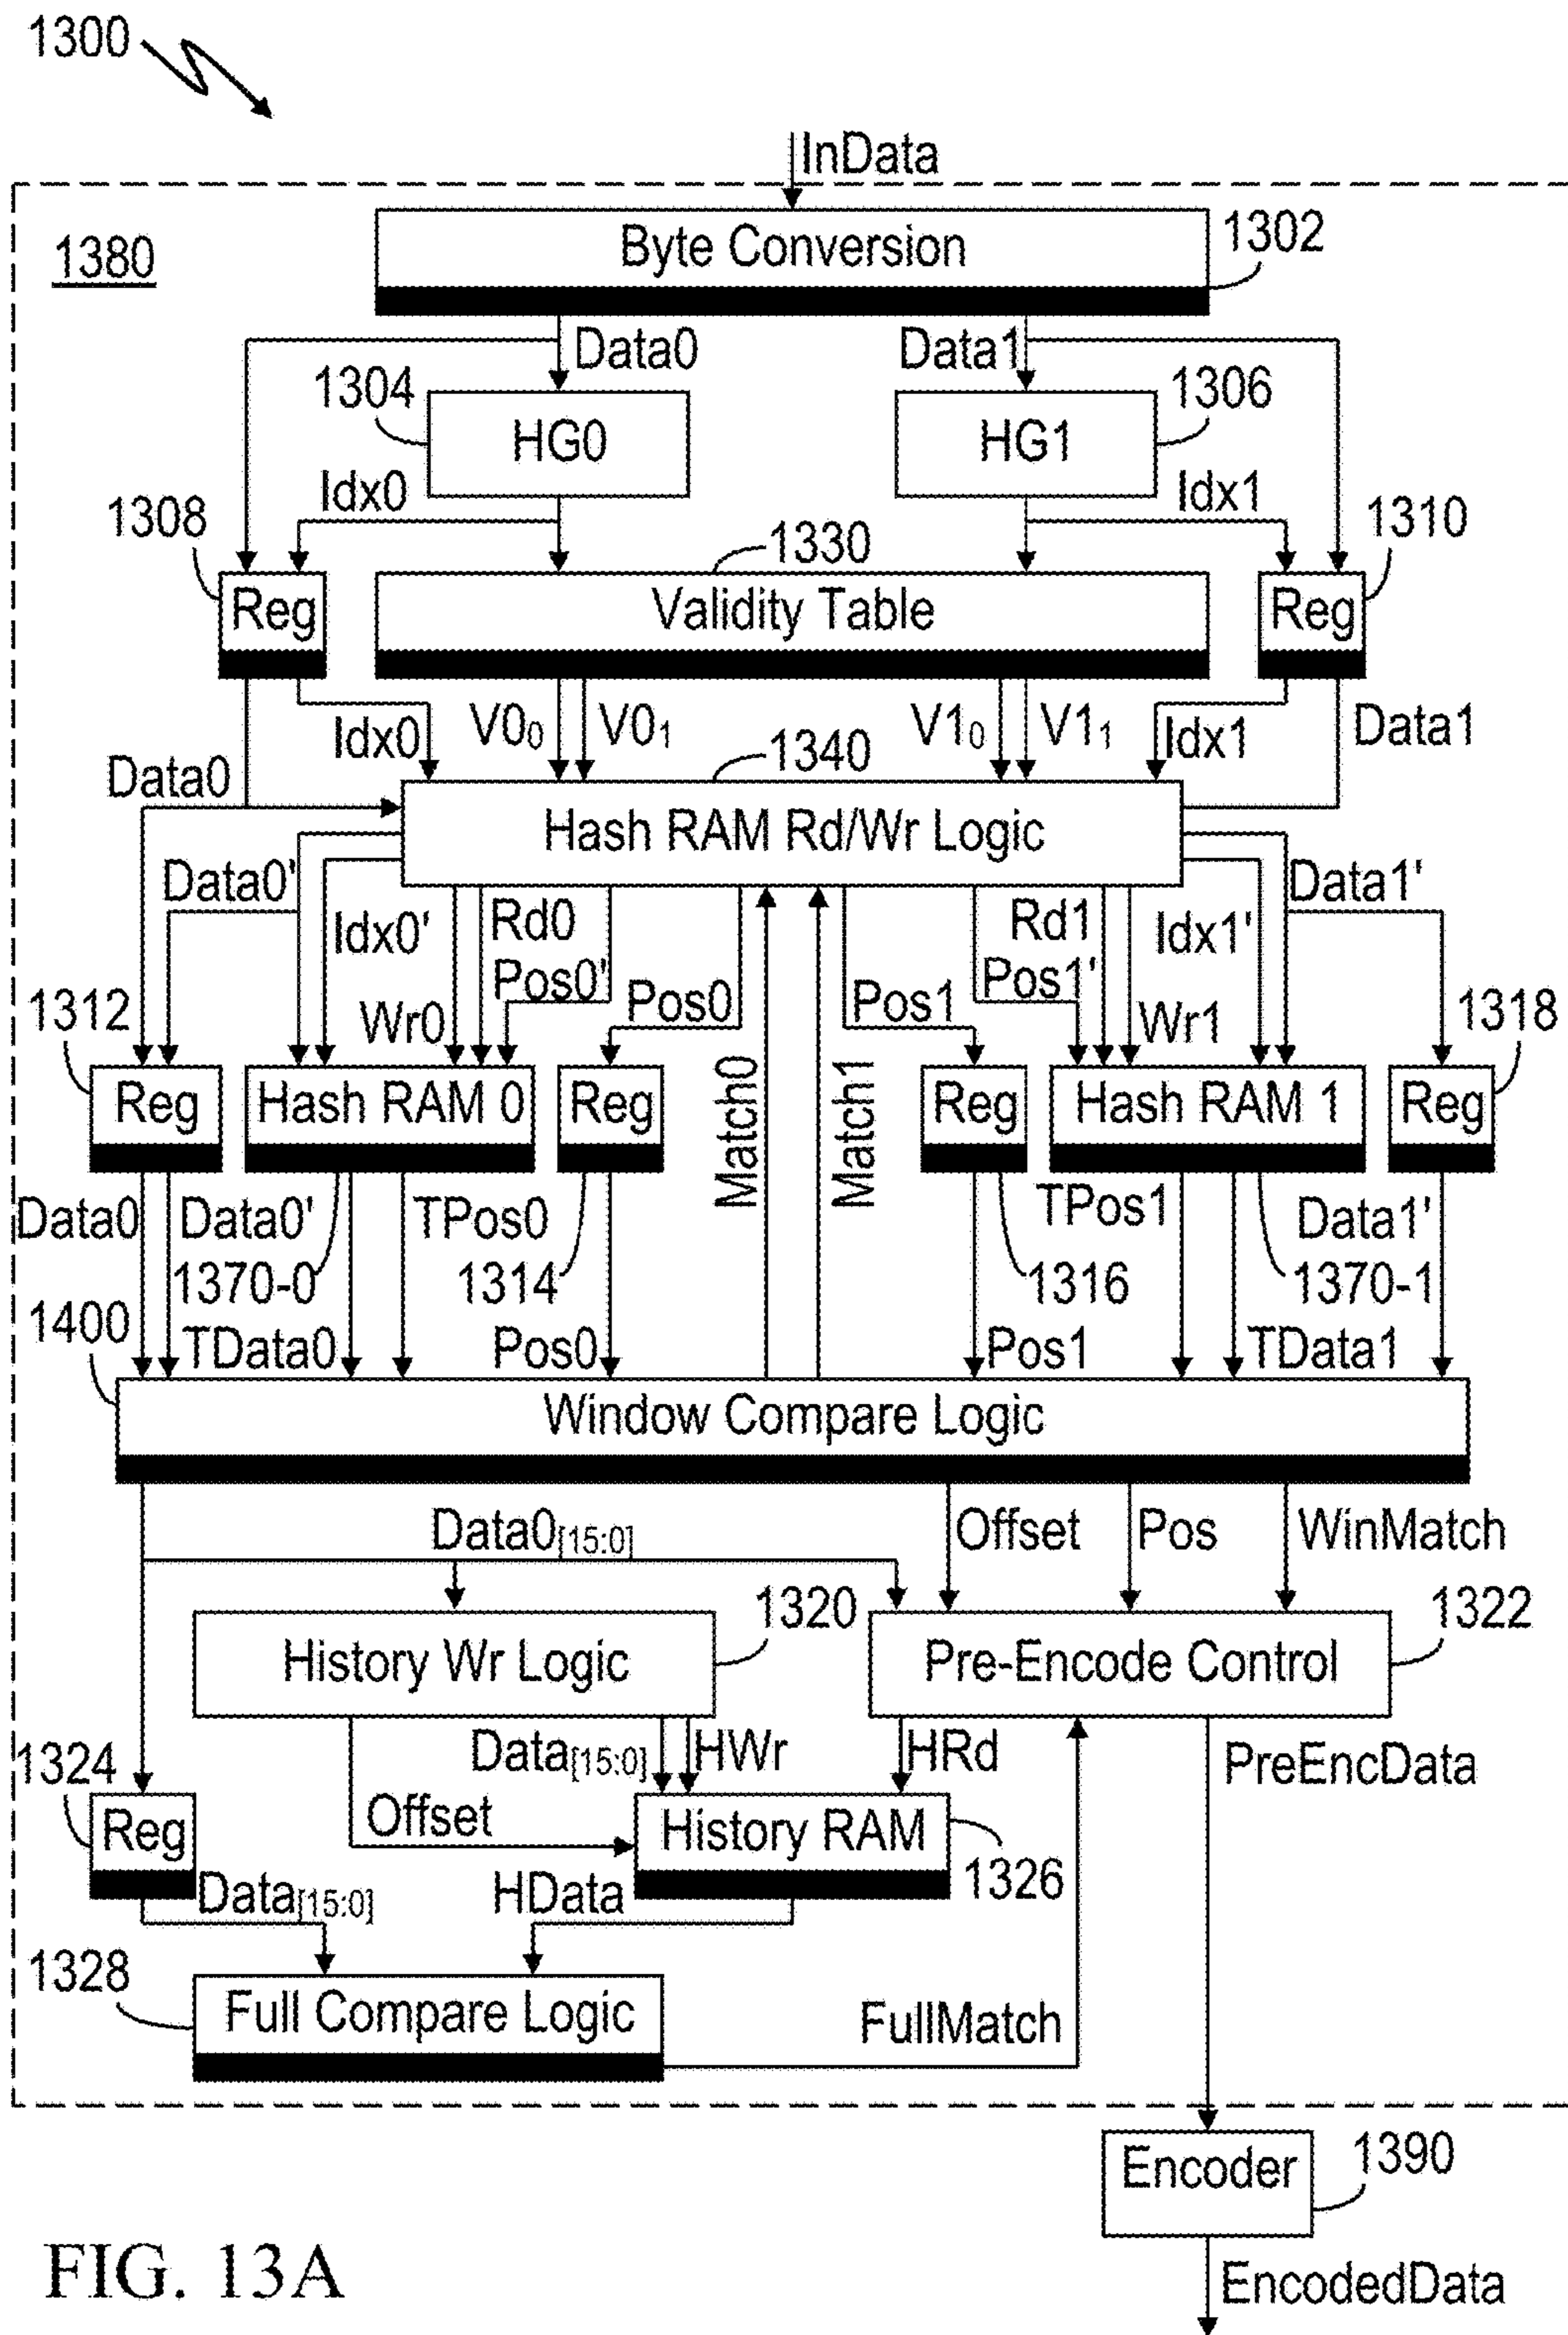 1300
InData
1380
Byte Conversion
1302
Data0
Data1
1304
HG0
HG1
1306
Idx0
Idx1
1308
1330
1310
Reg
Validity Table
Reg
Idx0
V0₀
V0₁
V1₀
V1₁
Idx1
Data1
Data0
1340
Hash RAM Rd/Wr Logic
Data0'
Idx0'
Rd0
Rd1
Idx1'
Data1'
Pos0'
Pos0
Pos1
Pos1'
1312
Wr0
Wr1
1318
Reg
Hash RAM 0
Reg
Match0
Match1
Reg
Hash RAM 1
Reg
Data0
Data0'
TPos0
TPos1
Data1'
1370-0
1314
1316
1370-1
1400
TData0
Pos0
Pos1
TData1
Window Compare Logic
Data0[15:0]
Offset
Pos
WinMatch
1320
1322
History Wr Logic
Pre-Encode Control
Data[15:0]
HWr
HRd
PreEncData
1324
Reg
Offset
History RAM
1326
Data[15:0]
HData
1328
Full Compare Logic
FullMatch
Encoder
1390
FIG. 13A
EncodedData